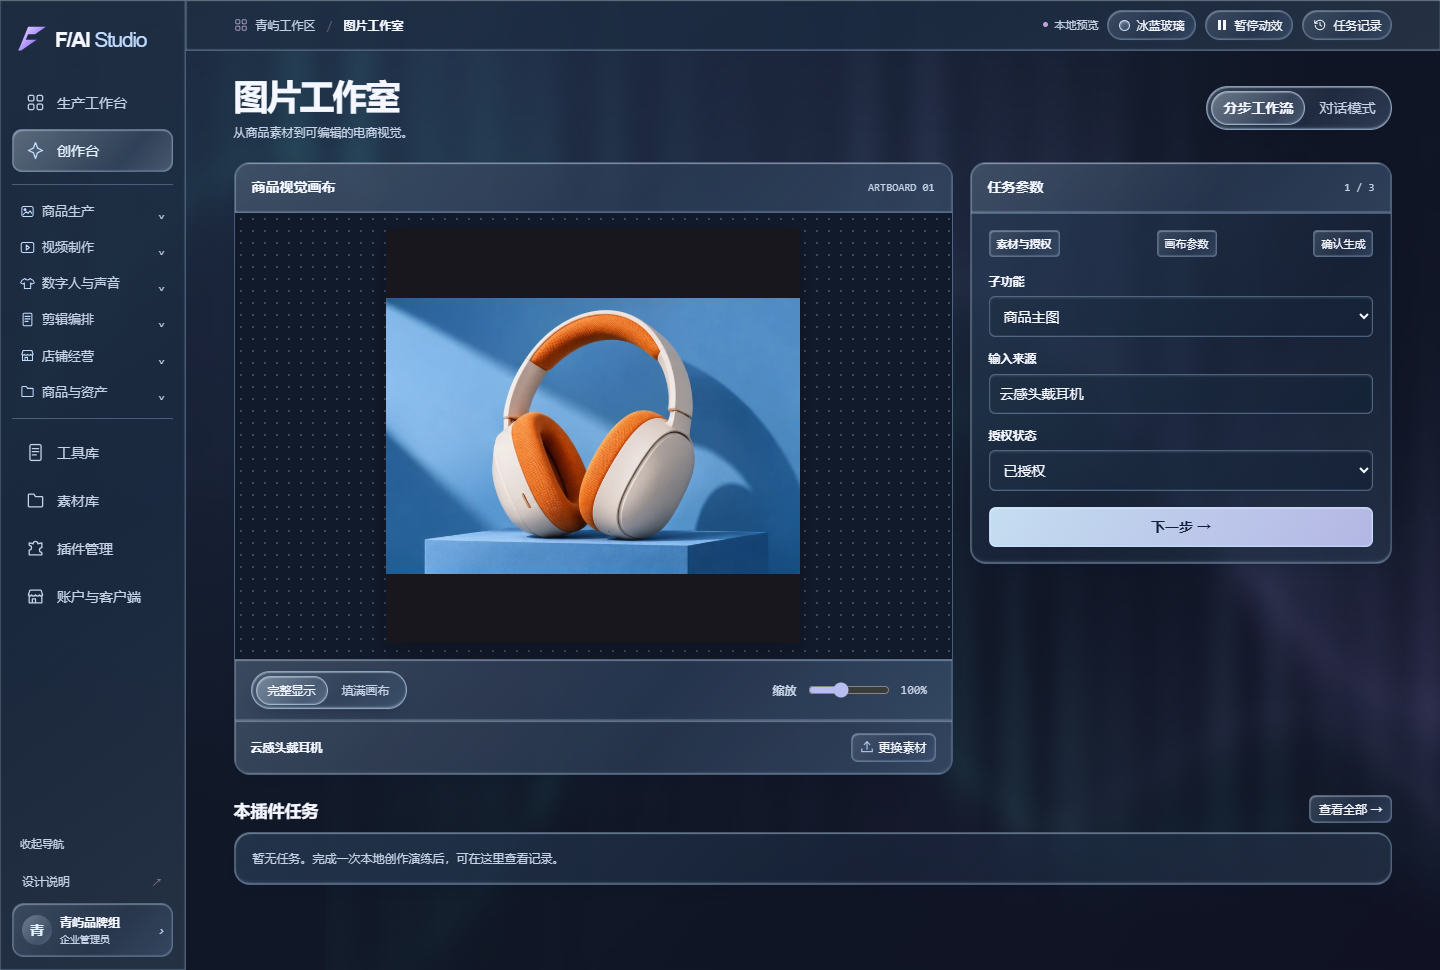 F/AI Studio
生产工作台
创作台
商品生产
视频制作
数字人与声音
剪辑编排
店铺经营
商品与资产
工具库
素材库
插件管理
账户与客户端
收起导航
设计说明
青
青屿品牌组
企业管理员
青屿工作区 / 图片工作室
本地预览
冰蓝玻璃
暂停动效
任务记录
图片工作室
从商品素材到可编辑的电商视觉。
分步工作流
对话模式
商品视觉画布
ARTBOARD 01
完整显示
填满画布
缩放
100%
云感头戴耳机
更换素材
任务参数
1 / 3
素材与授权
画布参数
确认生成
子功能
商品主图
输入来源
云感头戴耳机
授权状态
已授权
下一步 →
本插件任务
查看全部 →
暂无任务。完成一次本地创作演练后，可在这里查看记录。